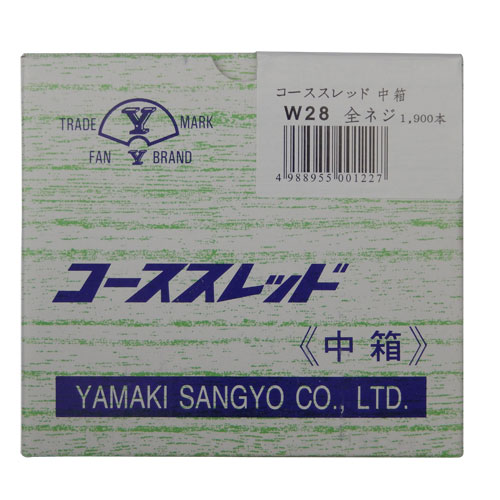 コーススレッド 中箱
W28 全ネジ 1,900本
4 988955 001227
TRADE Y MARK
FAN Y BRAND
コーススレッド
《中箱》
YAMAKI SANGYO CO., LTD.